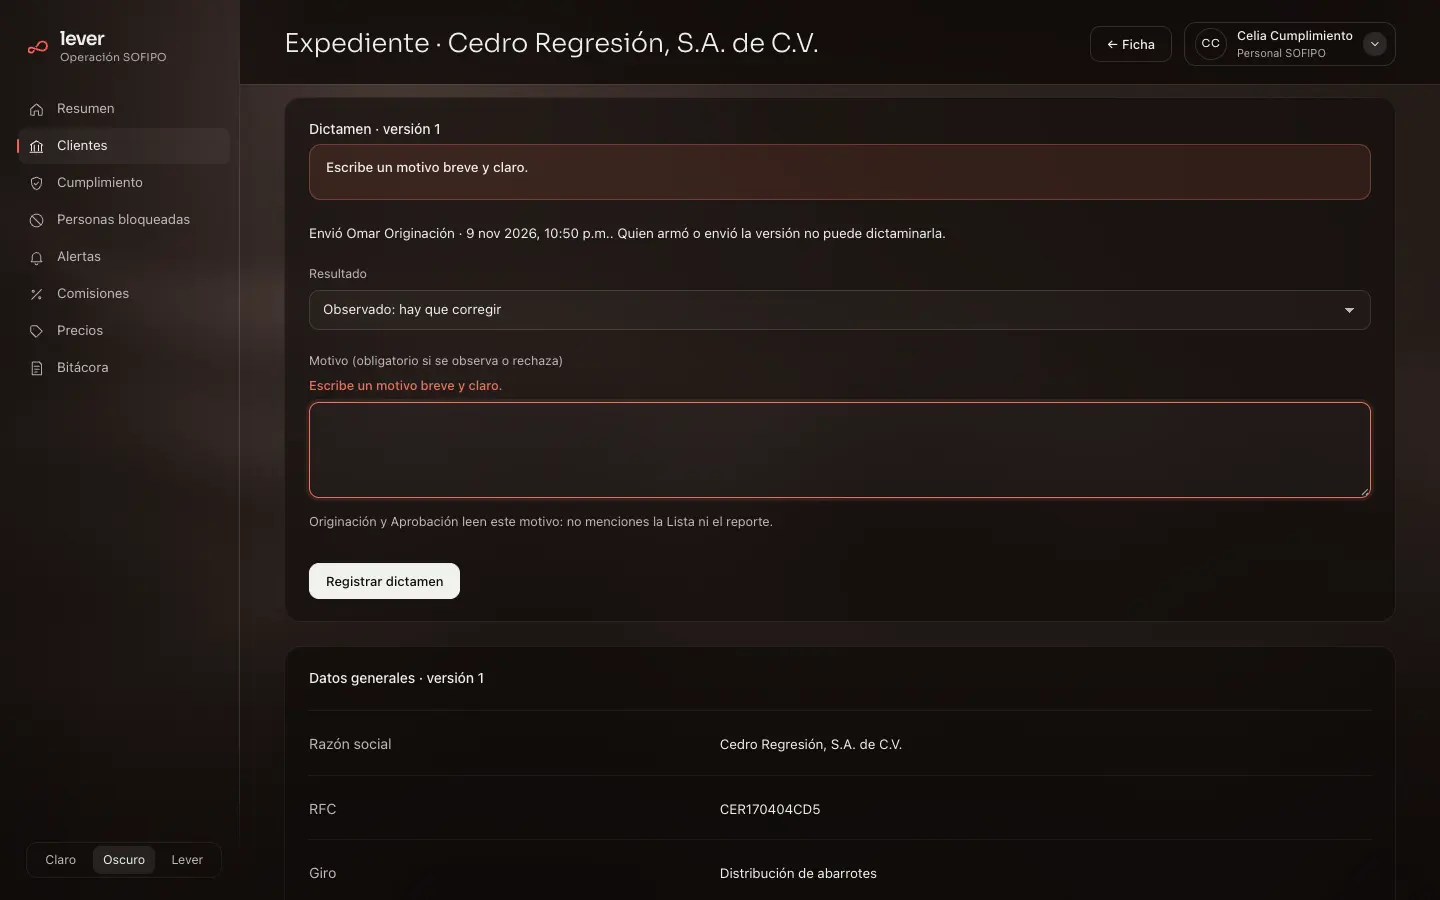 lever
Operación SOFIPO
Resumen
Clientes
Cumplimiento
Personas bloqueadas
Alertas
Comisiones
Precios
Bitácora
Claro
Oscuro
Lever
Expediente · Cedro Regresión, S.A. de C.V.
← Ficha
CC
Celia Cumplimiento
Personal SOFIPO
Dictamen · versión 1
Escribe un motivo breve y claro.
Envió Omar Originación · 9 nov 2026, 10:50 p.m.. Quien armó o envió la versión no puede dictaminarla.
Resultado
Observado: hay que corregir
Motivo (obligatorio si se observa o rechaza)
Escribe un motivo breve y claro.
Originación y Aprobación leen este motivo: no menciones la Lista ni el reporte.
Registrar dictamen
Datos generales · versión 1
Razón social
Cedro Regresión, S.A. de C.V.
RFC
CER170404CD5
Giro
Distribución de abarrotes